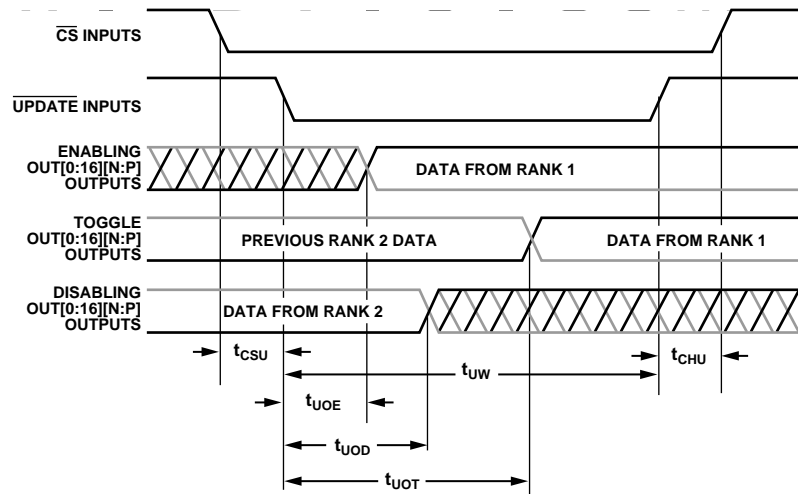 CS INPUTS
UPDATE INPUTS
ENABLING
OUT[0:16][N:P]
OUTPUTS
DATA FROM RANK 1
TOGGLE
OUT[0:16][N:P]
OUTPUTS
PREVIOUS RANK 2 DATA
DATA FROM RANK 1
DISABLING
OUT[0:16][N:P]
OUTPUTS
DATA FROM RANK 2
tCSU
tUW
tCHU
tUOE
tUOD
tUOT